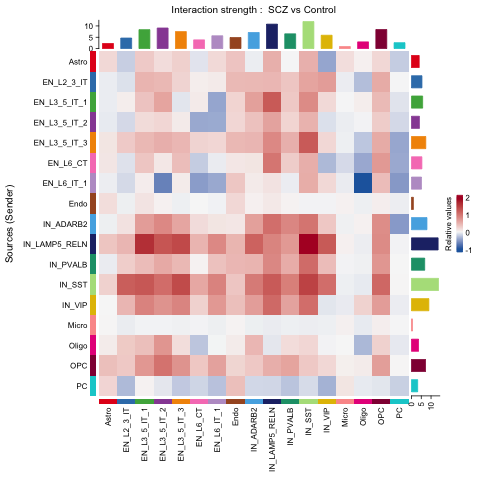 Interaction strength : SCZ vs Control
10
5
0
Astro
EN_L2_3_IT
EN_L3_5_IT_1
EN_L3_5_IT_2
EN_L3_5_IT_3
EN_L6_CT
EN_L6_IT_1
Endo
IN_ADARB2
IN_LAMP5_RELN
IN_PVALB
IN_SST
IN_VIP
Micro
Oligo
OPC
PC
Sources (Gender)
Relative values
2
1
0
-1
Astro
EN_L2_3_IT
EN_L3_5_IT_1
EN_L3_5_IT_2
EN_L3_5_IT_3
EN_L6_CT
EN_L6_IT_1
Endo
IN_ADARB2
IN_LAMP5_RELN
IN_PVALB
IN_SST
IN_VIP
Micro
Oligo
OPC
PC
0
5
10